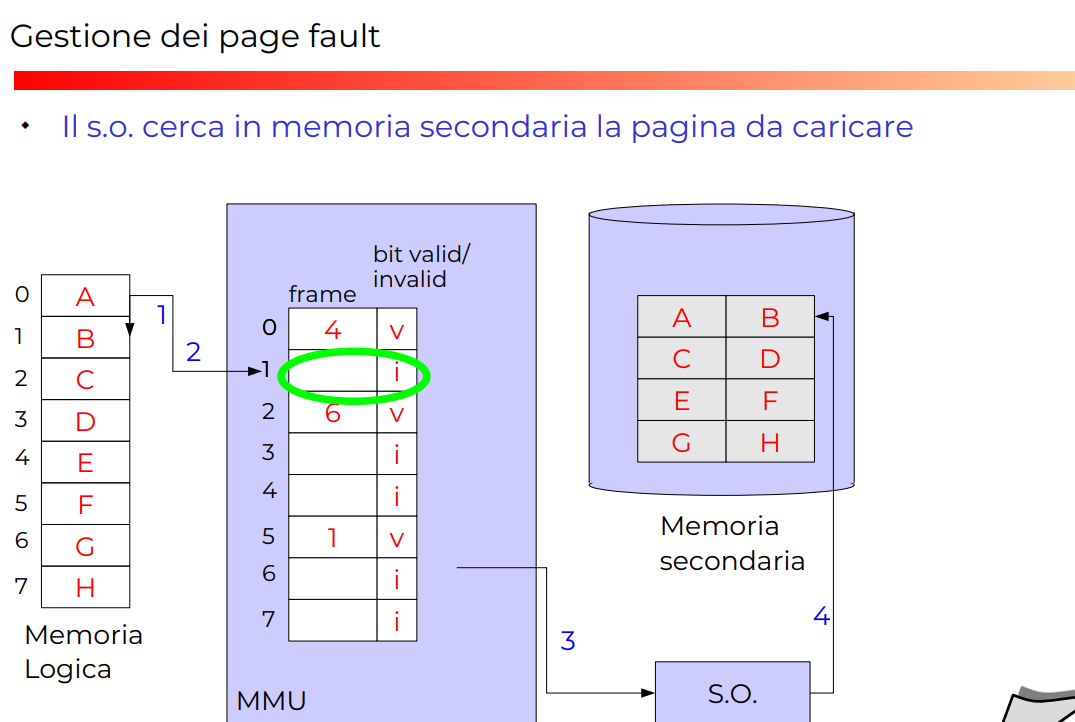 Gestione dei page fault
Il s.o. cerca in memoria secondaria la pagina da caricare
0 A
1 B
2 C
3 D
4 E
5 F
6 G
7 H
Memoria
Logica
1
2
bit valid/
invalid
frame
0 4 v
1 i
2 6 v
3 i
4 i
5 1 v
6 i
7 i
MMU
A B
C D
E F
G H
Memoria
secondaria
3
4
S.O.